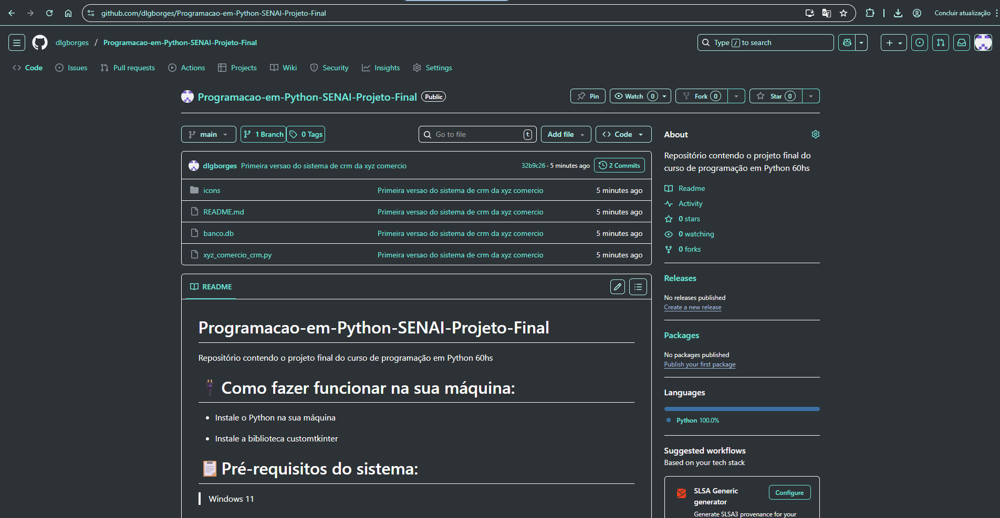 github.com/dlgborges/Programacao-em-Python-SENAI-Projeto-Final
Concluir atualização
dlgborges / Programacao-em-Python-SENAI-Projeto-Final
Type / to search
Code Issues Pull requests Actions Projects Wiki Security Insights Settings
Programacao-em-Python-SENAI-Projeto-Final Public
Pin Watch 0 Fork 0 Star 0
main 1 Branch 0 Tags Go to file t Add file Code
dlgborges Primeira versao do sistema de crm da xyz comercio 32b9c26 · 5 minutes ago 2 Commits
icons Primeira versao do sistema de crm da xyz comercio 5 minutes ago
README.md Primeira versao do sistema de crm da xyz comercio 5 minutes ago
banco.db Primeira versao do sistema de crm da xyz comercio 5 minutes ago
xyz_comercio_crm.py Primeira versao do sistema de crm da xyz comercio 5 minutes ago
README
Programacao-em-Python-SENAI-Projeto-Final
Repositório contendo o projeto final do curso de programação em Python 60hs
Como fazer funcionar na sua máquina:
Instale o Python na sua máquina
Instale a biblioteca customtkinter
Pré-requisitos do sistema:
Windows 11
About
Repositório contendo o projeto final do
curso de programação em Python 60hs
Readme
Activity
0 stars
0 watching
0 forks
Releases
No releases published
Create a new release
Packages
No packages published
Publish your first package
Languages
Python 100.0%
Suggested workflows
Based on your tech stack
SLSA Generic
generator
Configure
Generate SLSA3 provenance for your